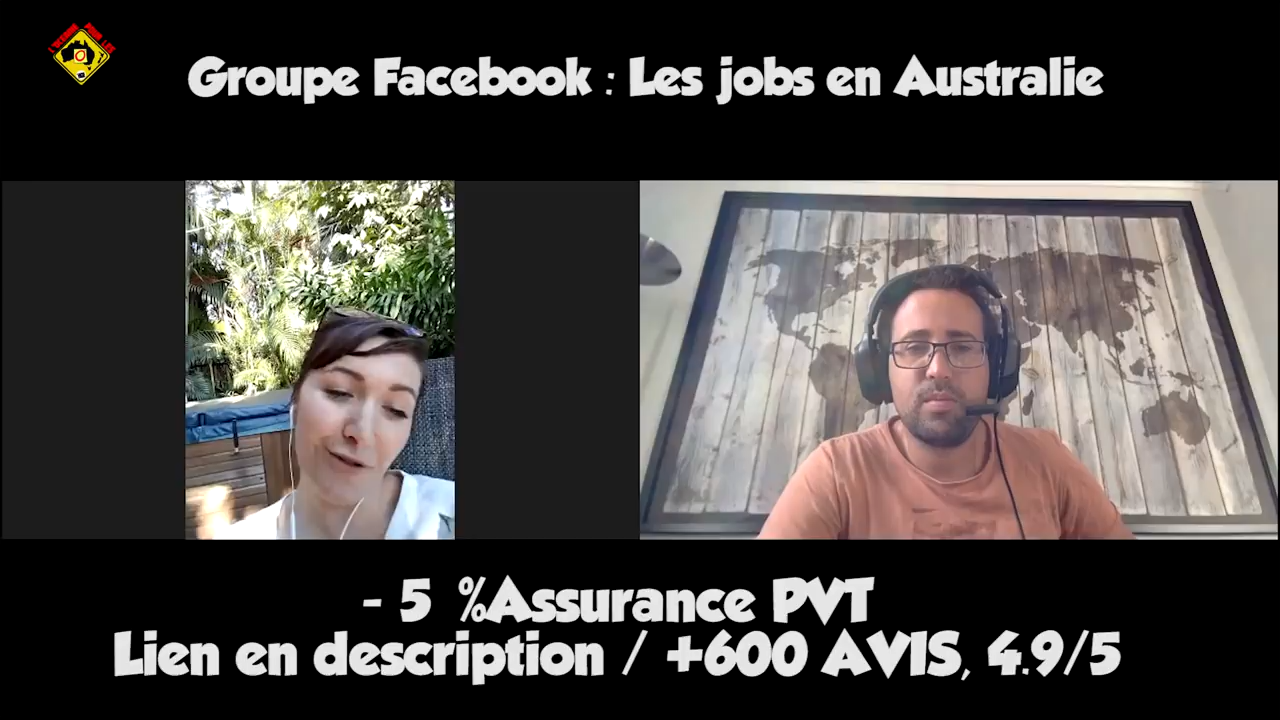 Groupe Facebook : Les jobs en Australie
- 5 %Assurance PVT
Lien en description / +600 AVIS, 4.9/5